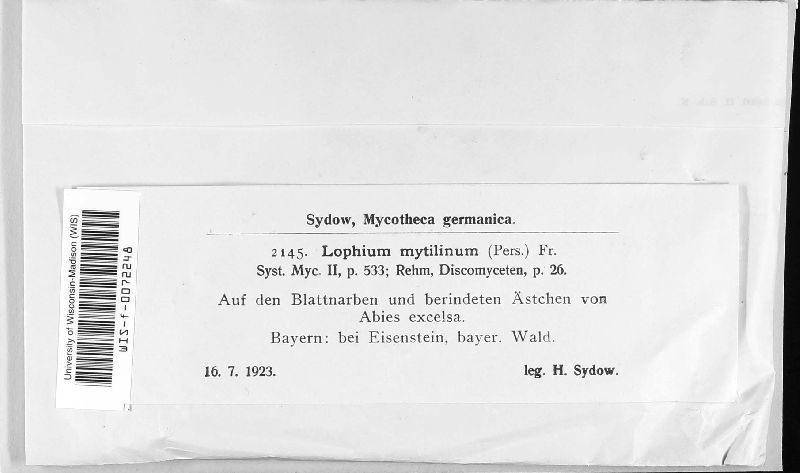 Sydow, Mycotheca germanica.
2145. Lophium mytilinum (Pers.) Fr.
Syst. Myc. II, p. 533; Rehm, Discomyceten, p. 26.
Auf den Blattnarben und berindeten Ästchen von
Abies excelsa.
Bayern: bei Eisenstein, bayer. Wald.
16. 7. 1923. leg. H. Sydow.
University of Wisconsin-Madison (WIS)
WIS-f-0072248